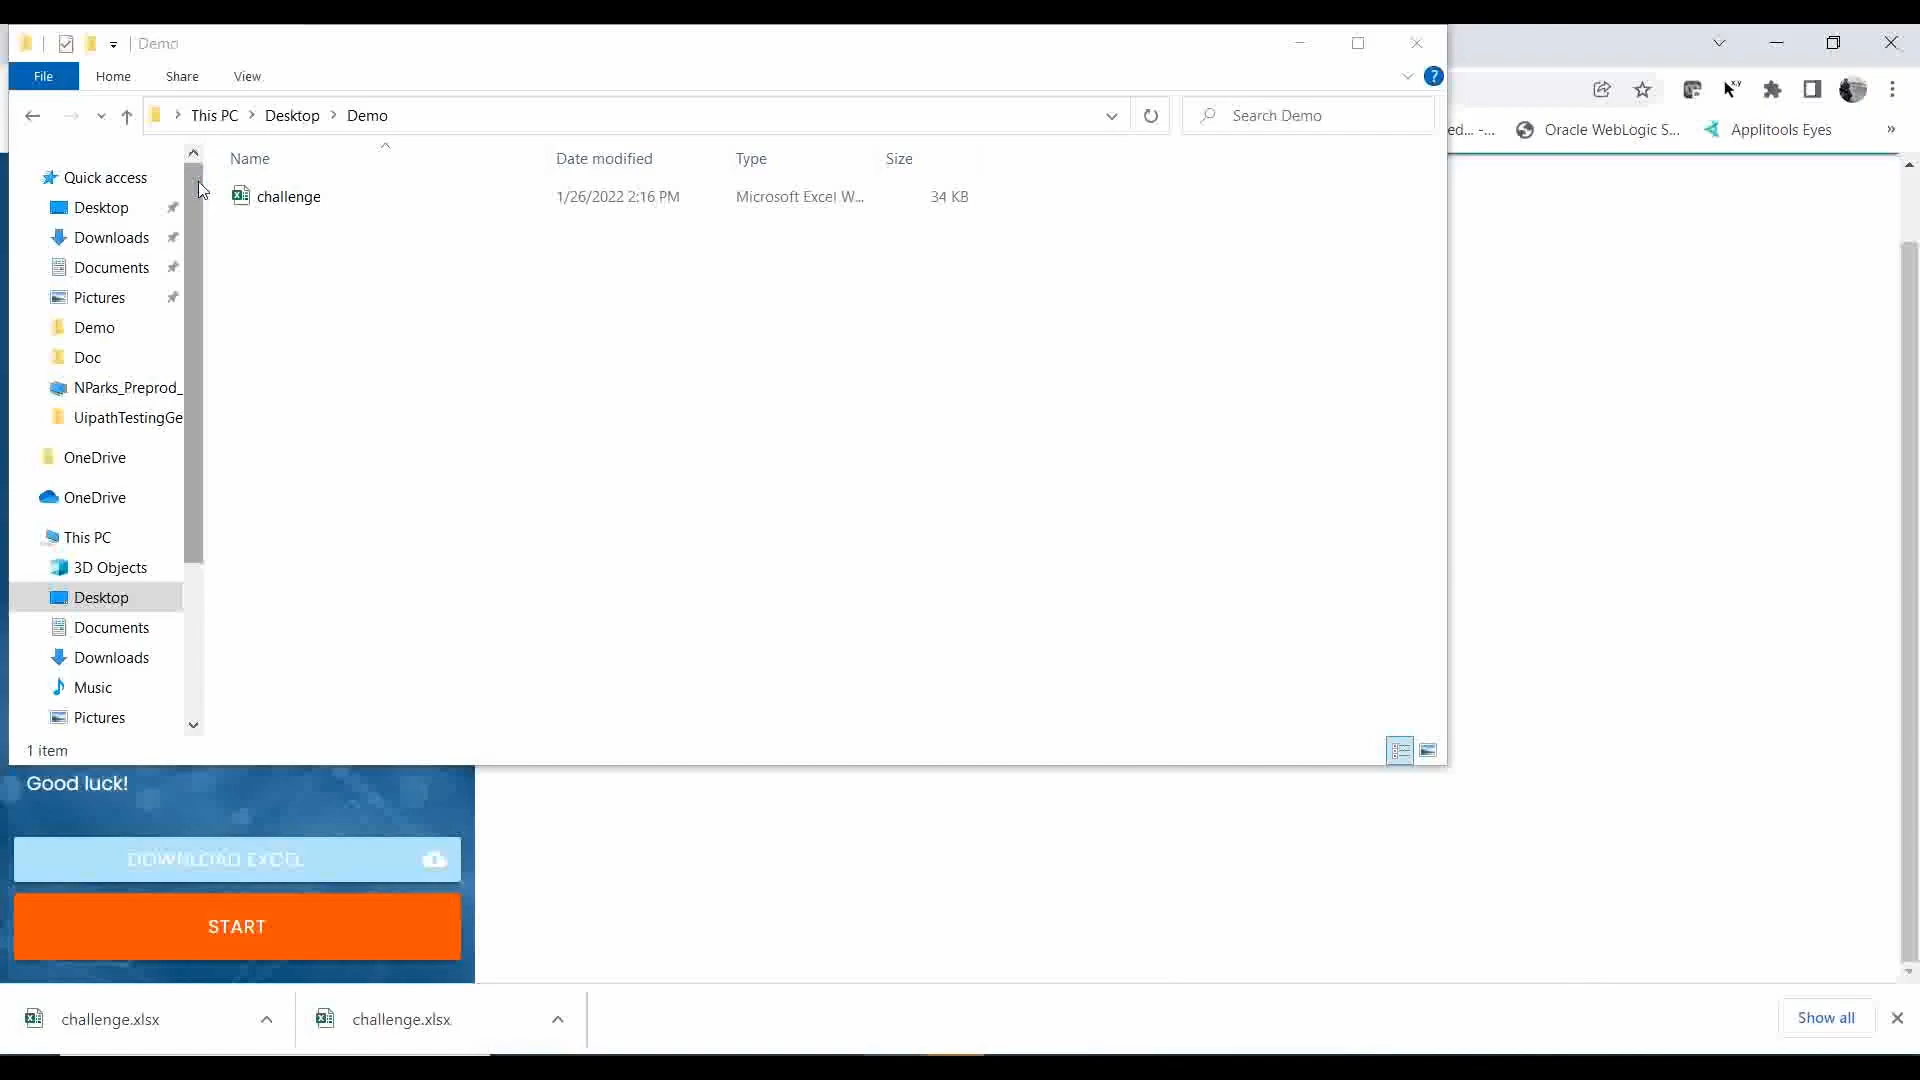 Demo
File Home Share View
?
This PC Desktop Demo
Search Demo
ed... -... Oracle WebLogic S... Applitools Eyes »
Name Date modified Type Size
Quick access
challenge 1/26/2022 2:16 PM Microsoft Excel W... 34 KB
Desktop
Downloads
Documents
Pictures
Demo
Doc
NParks_Preprod_
UipathTestingGe
OneDrive
OneDrive
This PC
3D Objects
Desktop
Documents
Downloads
Music
Pictures
1 item
Good luck!
DOWNLOAD EXCEL
START
challenge.xlsx challenge.xlsx Show all